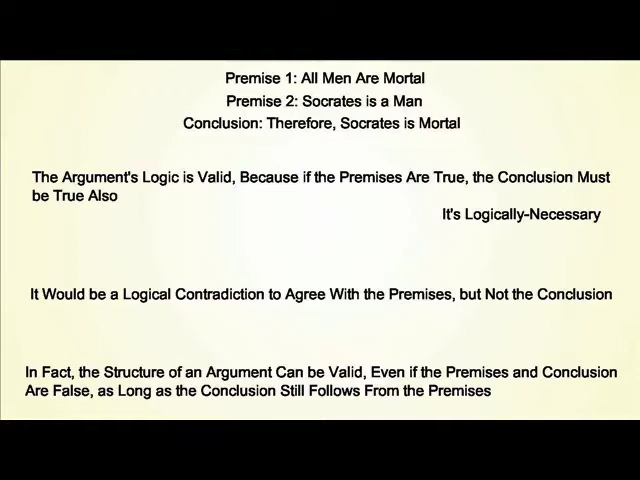 Premise 1: All Men Are Mortal
Premise 2: Socrates is a Man
Conclusion: Therefore, Socrates is Mortal
The Argument's Logic is Valid, Because if the Premises Are True, the Conclusion Must
be True Also
It's Logically-Necessary
It Would be a Logical Contradiction to Agree With the Premises, but Not the Conclusion
In Fact, the Structure of an Argument Can be Valid, Even if the Premises and Conclusion
Are False, as Long as the Conclusion Still Follows From the Premises